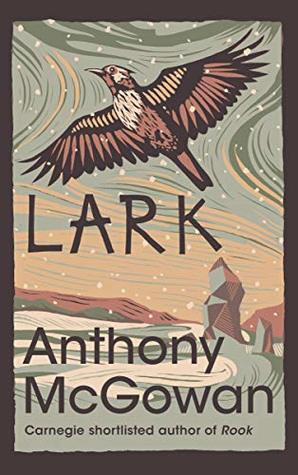 LARK
Anthony
McGowan
Carnegie shortlisted author of Rook